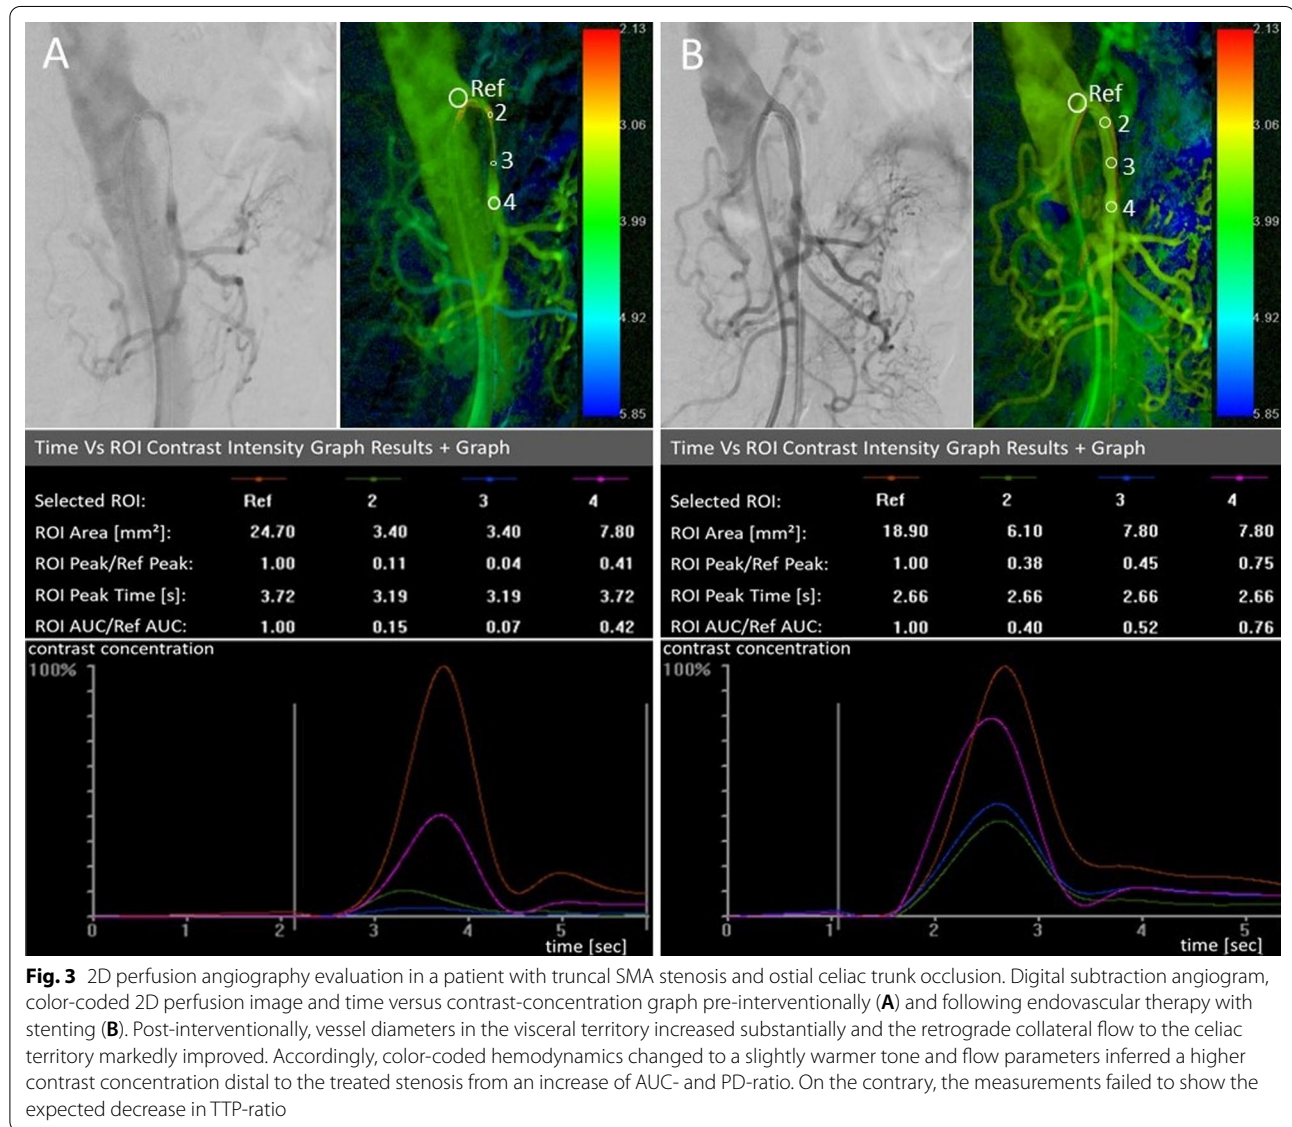 A
Ref
2
3
4
2.13
3.06
3.99
4.92
5.85
B
Ref
2
3
4
2.13
3.06
3.99
4.92
5.85
Time Vs ROI Contrast Intensity Graph Results + Graph
Selected ROI: Ref 2 3 4
ROI Area [mm²]: 24.70 3.40 3.40 7.80
ROI Peak/Ref Peak: 1.00 0.11 0.04 0.41
ROI Peak Time [s]: 3.72 3.19 3.19 3.72
ROI AUC/Ref AUC: 1.00 0.15 0.07 0.42
contrast concentration
100%
0 1 2 3 4 5
time [sec]
Time Vs ROI Contrast Intensity Graph Results + Graph
Selected ROI: Ref 2 3 4
ROI Area [mm²]: 18.90 6.10 7.80 7.80
ROI Peak/Ref Peak: 1.00 0.38 0.45 0.75
ROI Peak Time [s]: 2.66 2.66 2.66 2.66
ROI AUC/Ref AUC: 1.00 0.40 0.52 0.76
contrast concentration
100%
0 1 2 3 4 5
time [sec]
Fig. 3 2D perfusion angiography evaluation in a patient with truncal SMA stenosis and ostial celiac trunk occlusion. Digital subtraction angiogram,
color-coded 2D perfusion image and time versus contrast-concentration graph pre-interventionally (A) and following endovascular therapy with
stenting (B). Post-interventionally, vessel diameters in the visceral territory increased substantially and the retrograde collateral flow to the celiac
territory markedly improved. Accordingly, color-coded hemodynamics changed to a slightly warmer tone and flow parameters inferred a higher
contrast concentration distal to the treated stenosis from an increase of AUC- and PD-ratio. On the contrary, the measurements failed to show the
expected decrease in TTP-ratio